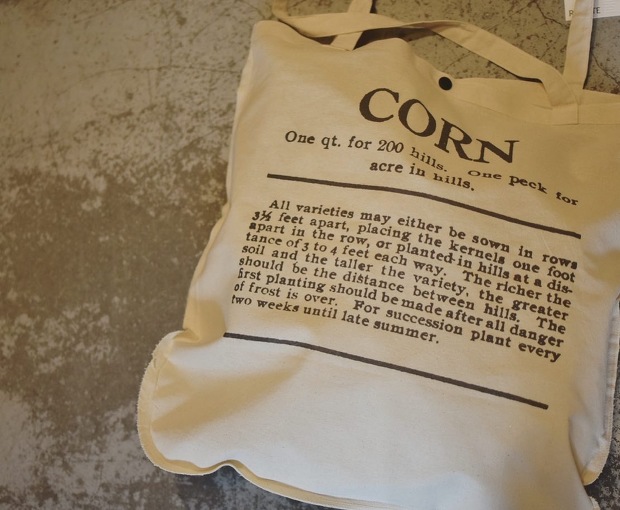 CORN
One qt. for 200 hills. One peck for
acre in hills.
All varieties may either be sown in rows
3½ feet apart, placing the kernels one foot
apart in the row, or planted in hills at a dis-
tance of 3 to 4 feet each way. The richer the
soil and the taller the variety, the greater
should be the distance between hills. The
first planting should be made after all danger
of frost is over. For succession plant every
two weeks until late summer.